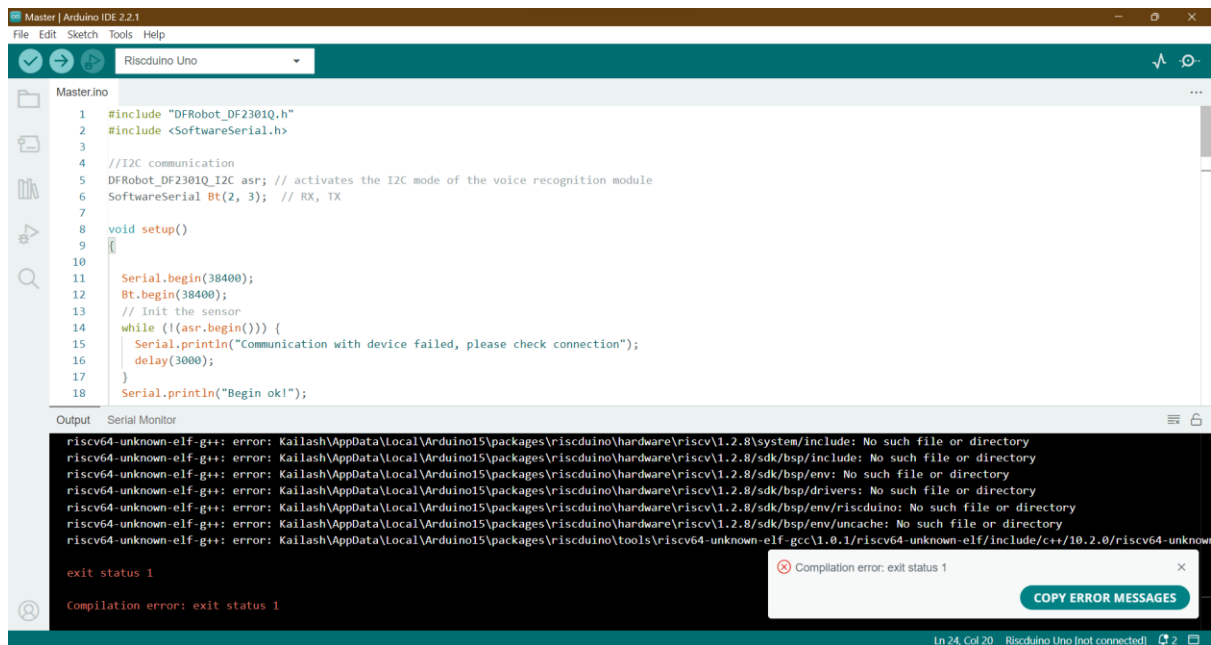 Master | Arduino IDE 2.2.1
File Edit Sketch Tools Help
Riscduino Uno
Master.ino
1 #include "DFRobot_DF2301Q.h"
2 #include <SoftwareSerial.h>
3
4 //I2C communication
5 DFRobot_DF2301Q_I2C asr; // activates the I2C mode of the voice recognition module
6 SoftwareSerial Bt(2, 3);  // RX, TX
7
8 void setup()
9 {
10
11 Serial.begin(38400);
12 Bt.begin(38400);
13 // Init the sensor
14 while (!(asr.begin())) {
15 Serial.println("Communication with device failed, please check connection");
16 delay(3000);
17 }
18 Serial.println("Begin ok!");
Output Serial Monitor
riscv64-unknown-elf-g++: error: Kailash\AppData\Local\Arduino15\packages\riscduino\hardware\riscv\1.2.8\system/include: No such file or directory
riscv64-unknown-elf-g++: error: Kailash\AppData\Local\Arduino15\packages\riscduino\hardware\riscv\1.2.8/sdk/bsp/include: No such file or directory
riscv64-unknown-elf-g++: error: Kailash\AppData\Local\Arduino15\packages\riscduino\hardware\riscv\1.2.8/sdk/bsp/env: No such file or directory
riscv64-unknown-elf-g++: error: Kailash\AppData\Local\Arduino15\packages\riscduino\hardware\riscv\1.2.8/sdk/bsp/drivers: No such file or directory
riscv64-unknown-elf-g++: error: Kailash\AppData\Local\Arduino15\packages\riscduino\hardware\riscv\1.2.8/sdk/bsp/env/riscduino: No such file or directory
riscv64-unknown-elf-g++: error: Kailash\AppData\Local\Arduino15\packages\riscduino\hardware\riscv\1.2.8/sdk/bsp/env/uncache: No such file or directory
riscv64-unknown-elf-g++: error: Kailash\AppData\Local\Arduino15\packages\riscduino\tools\riscv64-unknown-elf-gcc\1.0.1/riscv64-unknown-elf/include/c++/10.2.0/riscv64-unknow
exit status 1
Compilation error: exit status 1
Compilation error: exit status 1
COPY ERROR MESSAGES
Ln 24, Col 20 Riscduino Uno [not connected] 2